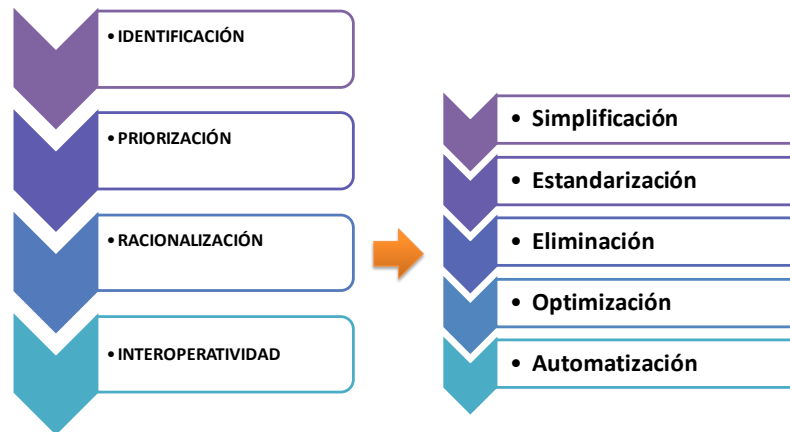 • IDENTIFICACIÓN
• PRIORIZACIÓN
• RACIONALIZACIÓN
• INTEROPERATIVIDAD
• Simplificación
• Estandarización
• Eliminación
• Optimización
• Automatización